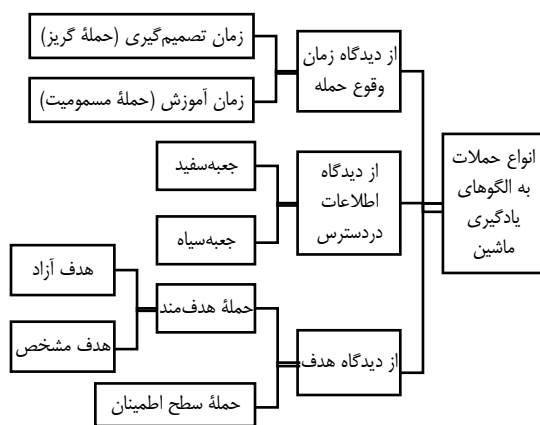 انواع حملات
به الگوهای
یادگیری
ماشین
از دیدگاه زمان
وقوع حمله
زمان تصمیم‌گیری (حملهٔ گریز)
زمان آموزش (حملهٔ مسمومیت)
از دیدگاه
اطلاعات
دردسترس
جعبه‌سفید
جعبه‌سیاه
از دیدگاه هدف
حملهٔ هدف‌مند
هدف آزاد
هدف مشخص
حملهٔ سطح اطمینان